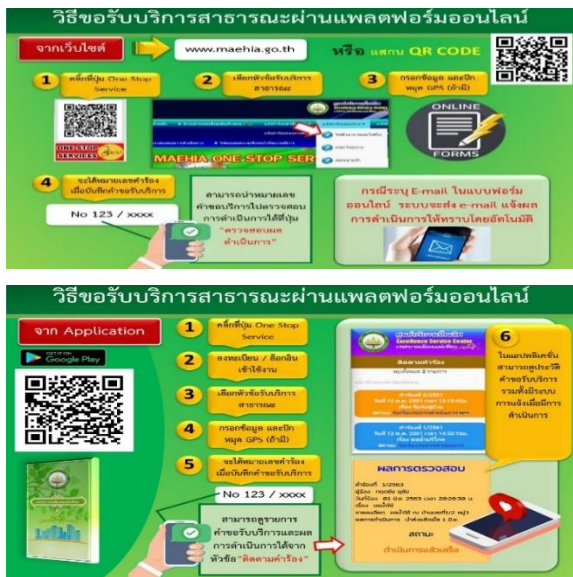 วิธีขอรับบริการสาธารณะผ่านแพลตฟอร์มออนไลน์
จากเว็บไซต์
www.maehia.go.th
หรือ แสกน QR CODE
1
คลิ๊กที่ปุ่ม One Stop
Service
2
เลือกหัวข้อรับบริการ
สาธารณะ
3
กรอกข้อมูล และปัก
หมุด GPS (ถ้ามี)
ONE STOP
SERVICES
MAEHIA ONE STOP SER
ONLINE
FORMS
4
จะได้หมายเลขคำร้อง
เมื่อบันทึกคำขอรับบริการ
No 123 / xxxx
สามารถนำหมายเลข
คำขอบริการไปตรวจสอบ
การดำเนินการได้ที่ปุ่ม
"ตรวจสอบผล
ดำเนินการ"
กรณีระบุ E-mail ในแบบฟอร์ม
ออนไลน์ ระบบจะส่ง e-mail แจ้งผล
การดำเนินการให้ทราบโดยอัตโนมัติ
วิธีขอรับบริการสาธารณะผ่านแพลตฟอร์มออนไลน์
จาก Application
GET IT ON
Google Play
1
คลิ๊กที่ปุ่ม One Stop
Service
2
ลงทะเบียน / ล็อกอิน
เข้าใช้งาน
3
เลือกหัวข้อรับบริการ
สาธารณะ
4
กรอกข้อมูล และปัก
หมุด GPS (ถ้ามี)
5
จะได้หมายเลขคำร้อง
เมื่อบันทึกคำขอรับบริการ
No 123 / xxxx
สามารถดูรายการ
คำขอรับบริการและผล
การดำเนินการได้จาก
หัวข้อ"ติดตามคำร้อง"
Excellence Service Center
ติดตามคำร้อง
6
ในแอปพลิเคชั่น
สามารถดูประวัติ
คำขอรับบริการ
รวมทั้งมีระบบ
การแจ้งเมื่อมีการ
ดำเนินการ
ผลการตรวจสอบ
คำร้องที่ 1/2563
สถานะ
ดำเนินการแล้วเสร็จ